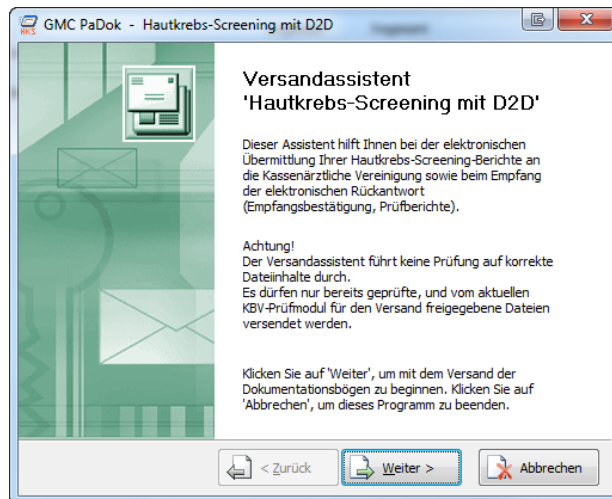 GMC PaDok - Hautkrebs-Screening mit D2D
HKS
Versandassistent
'Hautkrebs-Screening mit D2D'
Dieser Assistent hilft Ihnen bei der elektronischen
Übermittlung Ihrer Hautkrebs-Screening-Berichte an
die Kassenärztliche Vereinigung sowie beim Empfang
der elektronischen Rückantwort
(Empfangsbestätigung, Prüfberichte).
Achtung!
Der Versandassistent führt keine Prüfung auf korrekte
Dateiinhalte durch.
Es dürfen nur bereits geprüfte, und vom aktuellen
KBV-Prüfmodul für den Versand freigegebene Dateien
versendet werden.
Klicken Sie auf 'Weiter', um mit dem Versand der
Dokumentationsbögen zu beginnen. Klicken Sie auf
'Abbrechen', um dieses Programm zu beenden.
< Zurück
Weiter >
Abbrechen